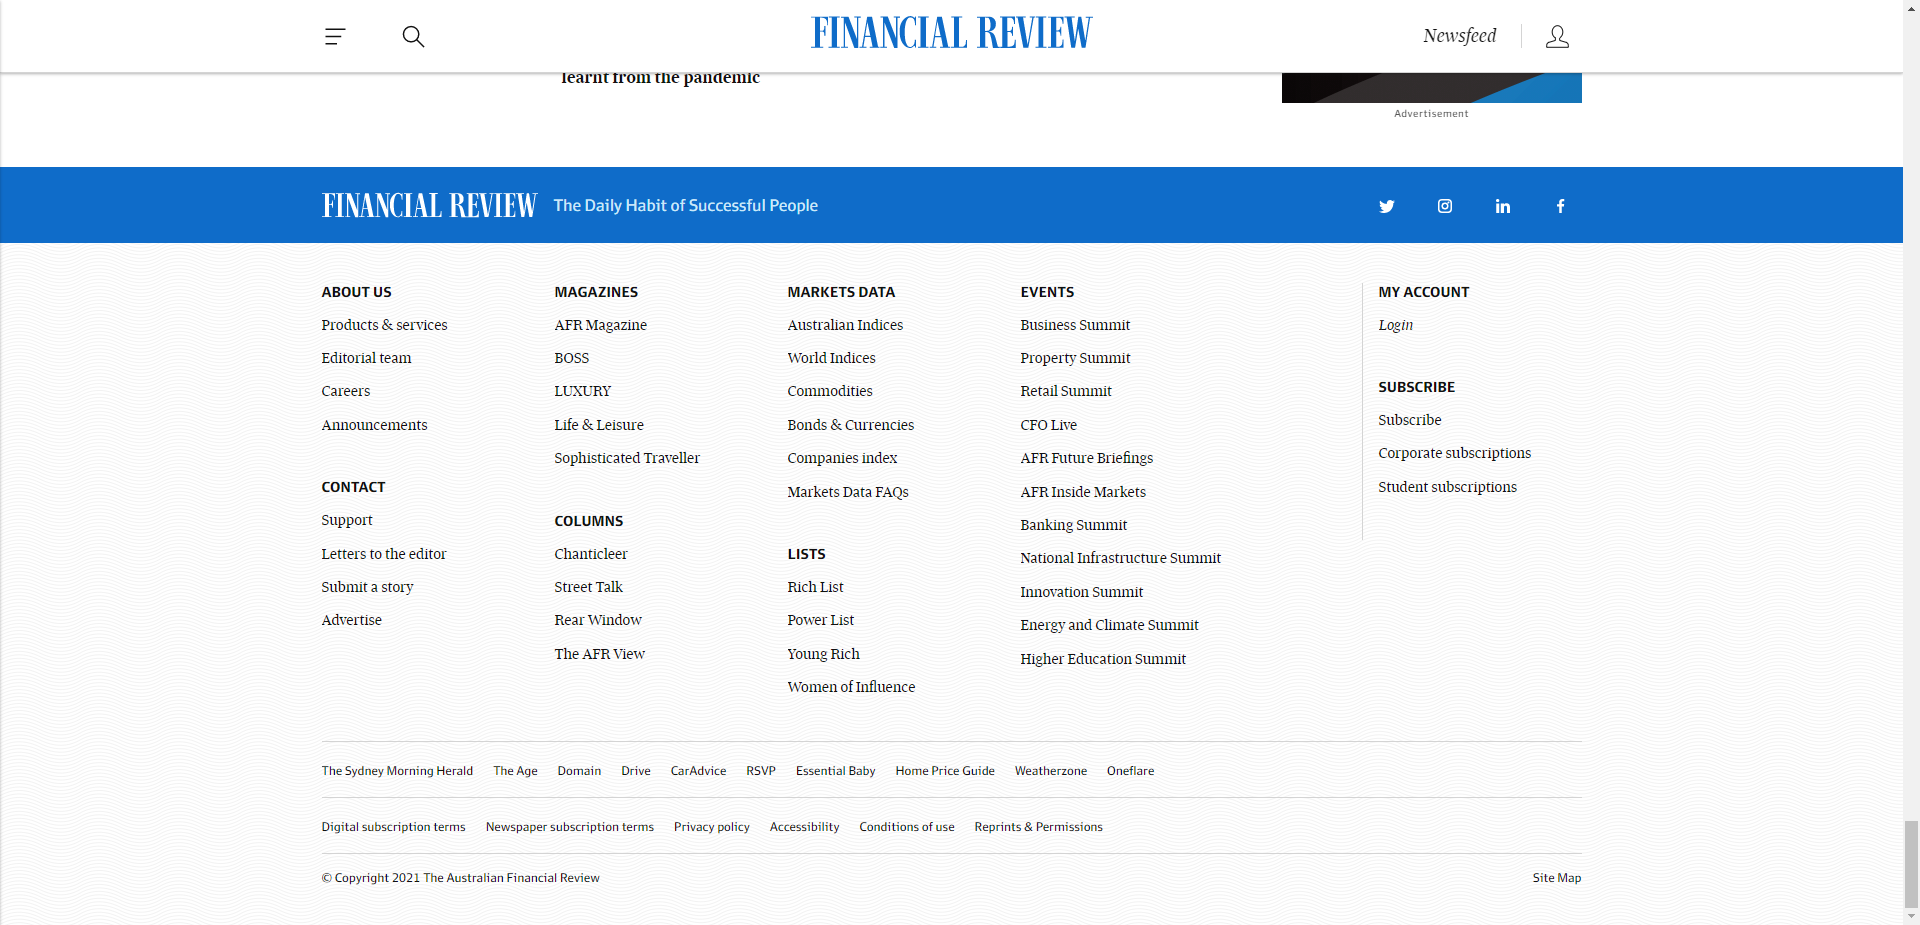 FINANCIAL REVIEW
Newsfeed
learnt from the pandemic
Advertisement
FINANCIAL REVIEW
The Daily Habit of Successful People
ABOUT US
Products & services
Editorial team
Careers
Announcements
CONTACT
Support
Letters to the editor
Submit a story
Advertise
MAGAZINES
AFR Magazine
BOSS
LUXURY
Life & Leisure
Sophisticated Traveller
COLUMNS
Chanticleer
Street Talk
Rear Window
The AFR View
MARKETS DATA
Australian Indices
World Indices
Commodities
Bonds & Currencies
Companies index
Markets Data FAQs
LISTS
Rich List
Power List
Young Rich
Women of Influence
EVENTS
Business Summit
Property Summit
Retail Summit
CFO Live
AFR Future Briefings
AFR Inside Markets
Banking Summit
National Infrastructure Summit
Innovation Summit
Energy and Climate Summit
Higher Education Summit
MY ACCOUNT
Login
SUBSCRIBE
Subscribe
Corporate subscriptions
Student subscriptions
The Sydney Morning Herald The Age Domain Drive CarAdvice RSVP Essential Baby Home Price Guide Weatherzone Oneflare
Digital subscription terms Newspaper subscription terms Privacy policy Accessibility Conditions of use Reprints & Permissions
© Copyright 2021 The Australian Financial Review
Site Map